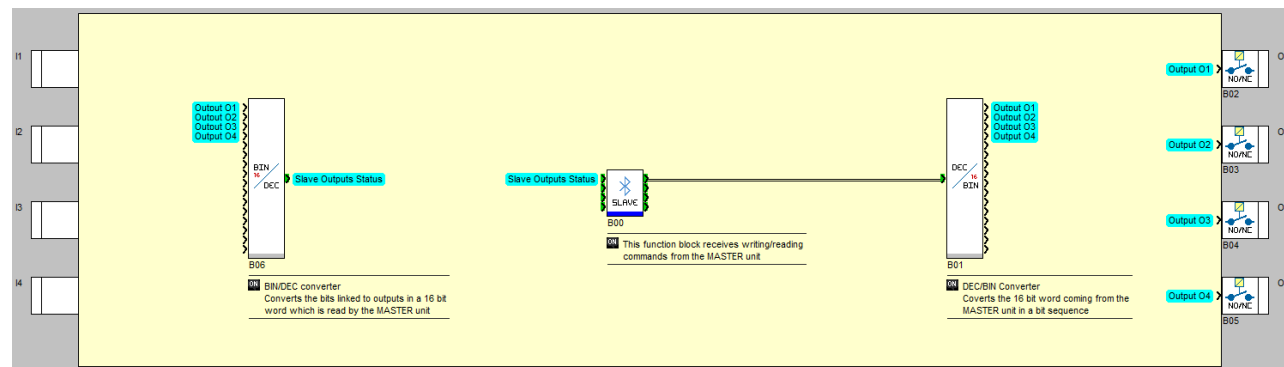 I1
I2
I3
I4
Output O1
Output O2
Output O3
Output O4
BIN
16
DEC
Slave Outputs Status
B06
ON BIN/DEC converter
Converts the bits linked to outputs in a 16 bit
word which is read by the MASTER unit
Slave Outputs Status
SLAVE
B00
ON This function block receives writing/reading
commands from the MASTER unit
DEC
16
BIN
Output O1
Output O2
Output O3
Output O4
B01
ON DEC/BIN Converter
Coverts the 16 bit word coming from the
MASTER unit in a bit sequence
Output O1
NO/NC
B02
O
Output O2
NO/NC
B03
O
Output O3
NO/NC
B04
O
Output O4
NO/NC
B05
O